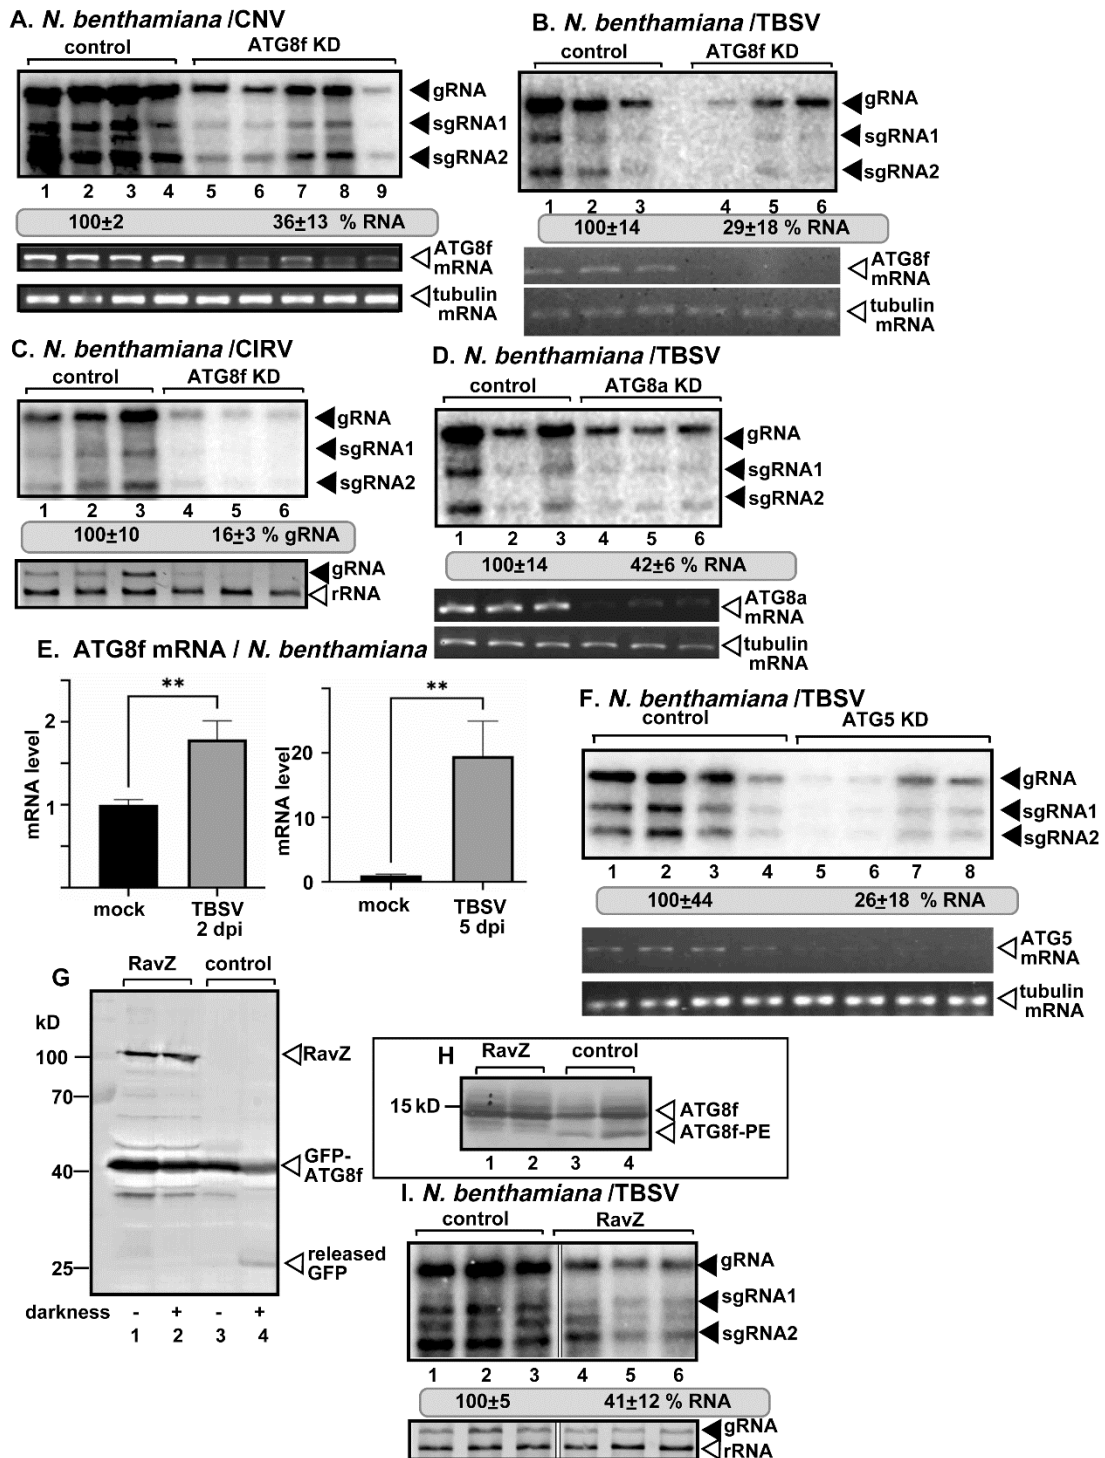 A. N. benthamiana /CNV
control ATG8f KD
gRNA
sgRNA1
sgRNA2
1 2 3 4 5 6 7 8 9
100±2 36±13 % RNA
ATG8f
mRNA
tubulin
mRNA
B. N. benthamiana /TBSV
control ATG8f KD
gRNA
sgRNA1
sgRNA2
1 2 3 4 5 6
100±14 29±18 % RNA
ATG8f
mRNA
tubulin
mRNA
C. N. benthamiana /CIRV
control ATG8f KD
gRNA
sgRNA1
sgRNA2
1 2 3 4 5 6
100±10 16±3 % gRNA
gRNA
rRNA
D. N. benthamiana /TBSV
control ATG8a KD
gRNA
sgRNA1
sgRNA2
1 2 3 4 5 6
100±14 42±6 % RNA
ATG8a
mRNA
tubulin
mRNA
E. ATG8f mRNA / N. benthamiana
mRNA level
2
1
**
mock TBSV
2 dpi
mRNA level
20
10
0
**
mock TBSV
5 dpi
F. N. benthamiana /TBSV
control ATG5 KD
gRNA
sgRNA1
sgRNA2
1 2 3 4 5 6 7 8
100±44 26±18 % RNA
ATG5
mRNA
tubulin
mRNA
G
RavZ control
kD
100
70
40
25
RavZ
GFP-
ATG8f
released
GFP
darkness - + - +
1 2 3 4
H
RavZ control
15 kD
ATG8f
ATG8f-PE
1 2 3 4
I. N. benthamiana /TBSV
control RavZ
gRNA
sgRNA1
sgRNA2
1 2 3 4 5 6
100±5 41±12 % RNA
gRNA
rRNA